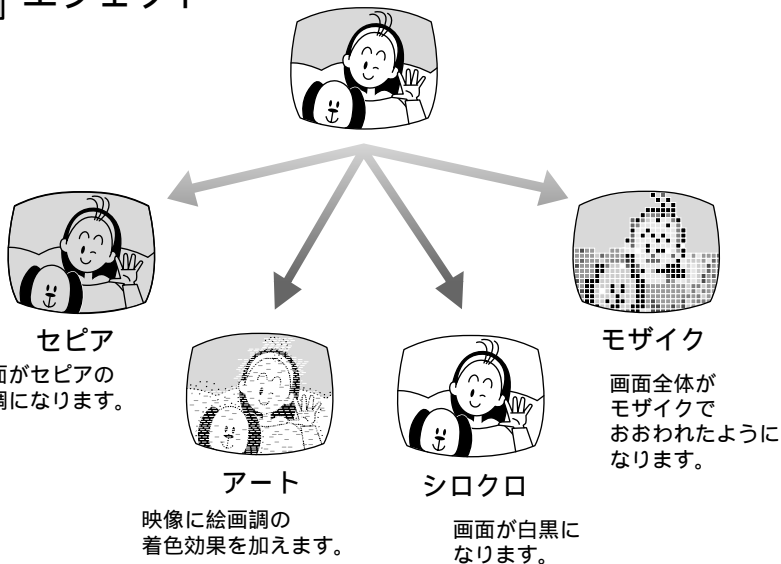 エフェクト
セピア
面がセピアの
調になります。
アート
映像に絵画調の
着色効果を加えます。
シロクロ
画面が白黒に
なります。
モザイク
画面全体が
モザイクで
おおわれたように
なります。